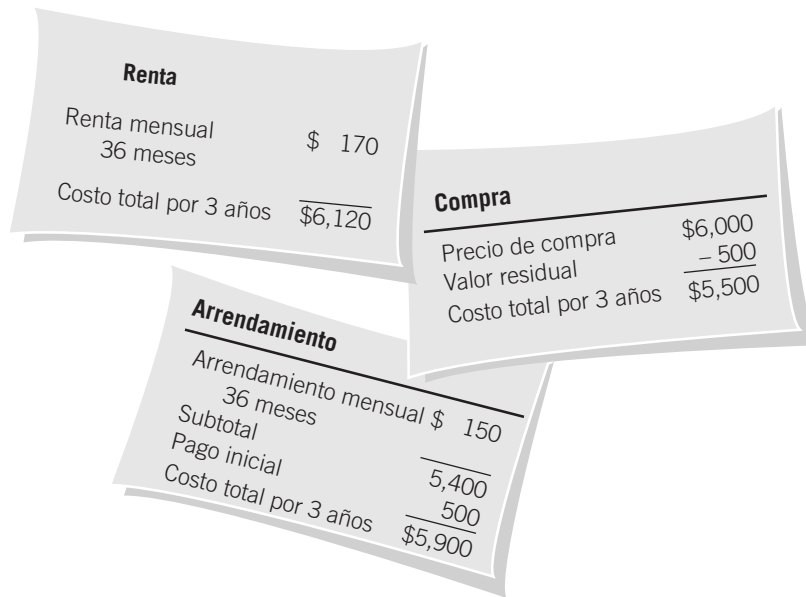 Renta
Renta mensual $ 170
36 meses
Costo total por 3 años $6,120
Compra
Precio de compra $6,000
Valor residual – 500
Costo total por 3 años $5,500
Arrendamiento
Arrendamiento mensual $ 150
36 meses
Subtotal 5,400
Pago inicial 500
Costo total por 3 años $5,900